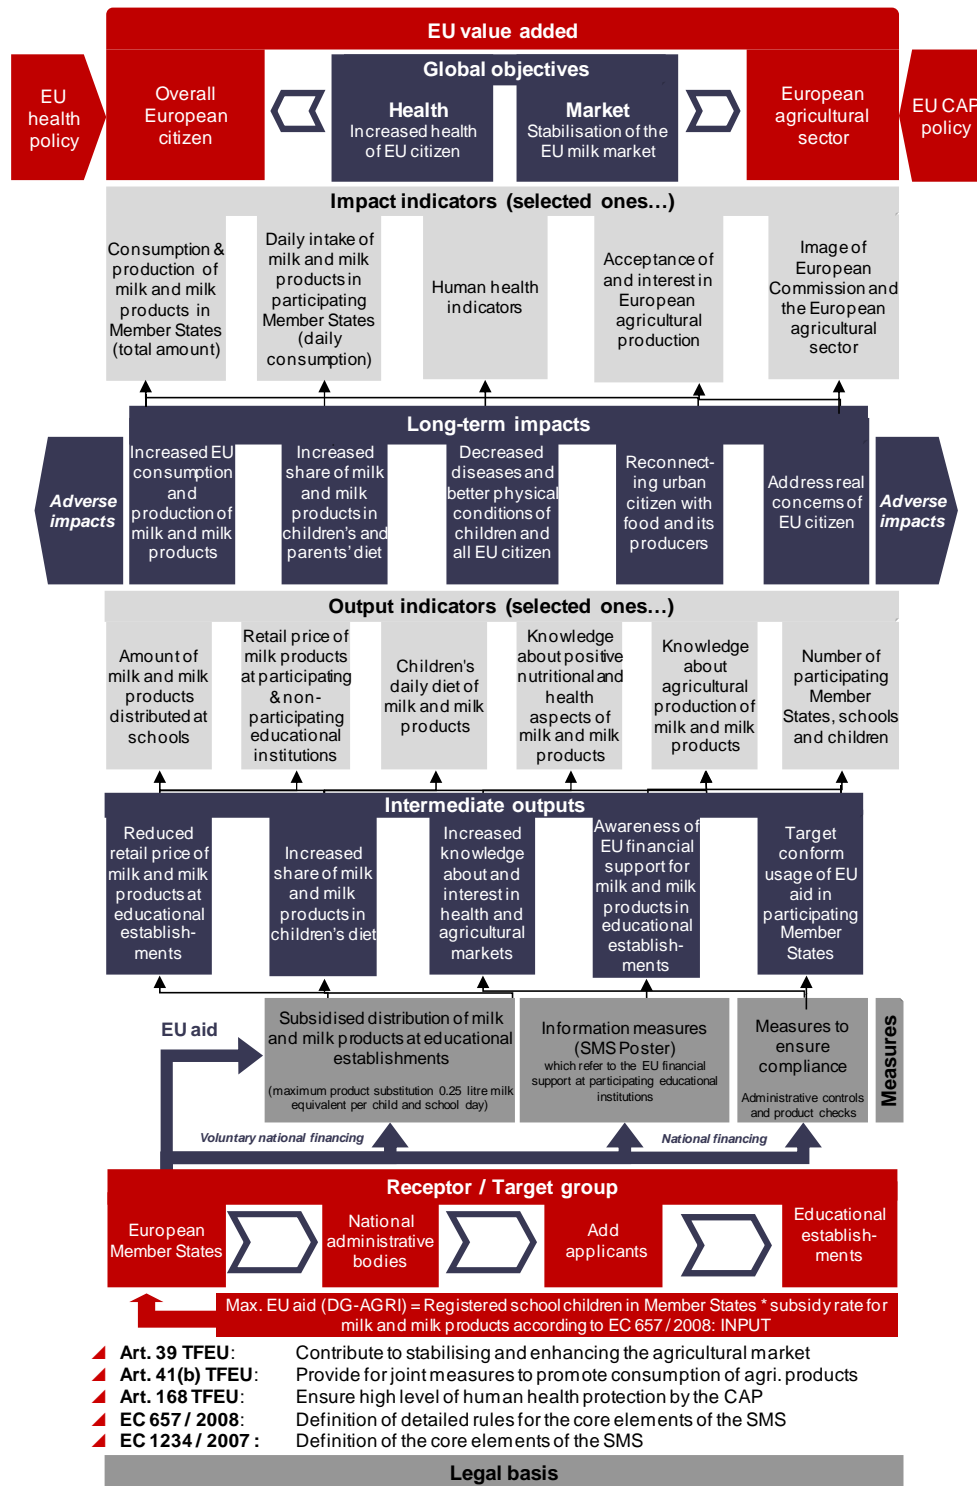 EU value added
EU
health
policy
Overall
European
citizen
Global objectives
Health
Increased health
of EU citizen
Market
Stabilisation of the
EU milk market
European
agricultural
sector
EU CAP
policy
Impact indicators (selected ones…)
Consumption &
production of
milk and milk
products in
Member States
(total amount)
Daily intake of
milk and milk
products in
participating
Member States
(daily
consumption)
Human health
indicators
Acceptance of
and interest in
European
agricultural
production
Image of
European
Commission and
the European
agricultural
sector
Long-term impacts
Adverse
impacts
Increased EU
consumption
and
production of
milk and milk
products
Increased
share of milk
and milk
products in
children's and
parents' diet
Decreased
diseases and
better physical
conditions of
children and
all EU citizen
Reconnect-
ing urban
citizen with
food and its
producers
Address real
concerns of
EU citizen
Adverse
impacts
Output indicators (selected ones…)
Amount of
milk and milk
products
distributed at
schools
Retail price of
milk products
at participating
& non-
participating
educational
institutions
Children's
daily diet of
milk and milk
products
Knowledge
about positive
nutritional and
health
aspects of
milk and milk
products
Knowledge
about
agricultural
production of
milk and milk
products
Number of
participating
Member
States, schools
and children
Intermediate outputs
Reduced
retail price of
milk and milk
products at
educational
establish-
ments
Increased
share of milk
and milk
products in
children's diet
Increased
knowledge
about and
interest in
health and
agricultural
markets
Awareness of
EU financial
support for
milk and milk
products in
educational
establish-
ments
Target
conform
usage of EU
aid in
participating
Member
States
EU aid
Subsidised distribution of milk
and milk products at educational
establishments
(maximum product substitution 0.25 litre milk
equivalent per child and school day)
Information measures
(SMS Poster)
which refer to the EU financial
support at participating educational
institutions
Measures to
ensure
compliance
Administrative controls
and product checks
Measures
Voluntary national financing
National financing
Receptor / Target group
European
Member States
National
administrative
bodies
Add
applicants
Educational
establish-
ments
Max. EU aid (DG-AGRI) = Registered school children in Member States * subsidy rate for
milk and milk products according to EC 657 / 2008: INPUT
Art. 39 TFEU: Contribute to stabilising and enhancing the agricultural market
Art. 41(b) TFEU: Provide for joint measures to promote consumption of agri. products
Art. 168 TFEU: Ensure high level of human health protection by the CAP
EC 657 / 2008: Definition of detailed rules for the core elements of the SMS
EC 1234 / 2007 : Definition of the core elements of the SMS
Legal basis